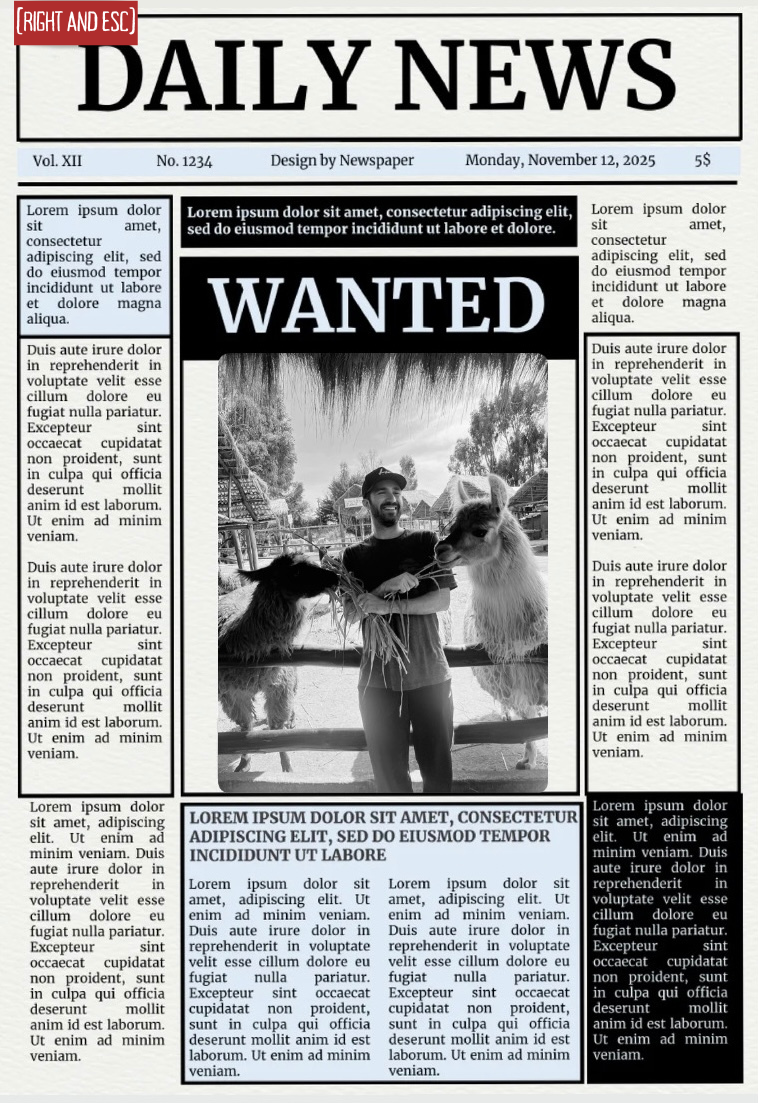 [RIGHT AND ESC]
DAILY NEWS
Vol. XII No. 1234 Design by Newspaper Monday, November 12, 2025 5$
Lorem ipsum dolor
sit amet,
consectetur
adipiscing elit, sed
do eiusmod tempor
incididunt ut labore
et dolore magna
aliqua.
Duis aute irure dolor
in reprehenderit in
voluptate velit esse
cillum dolore eu
fugiat nulla pariatur.
Excepteur sint
occaecat cupidatat
non proident, sunt
in culpa qui officia
deserunt mollit
anim id est laborum.
Ut enim ad minim
veniam.
Duis aute irure dolor
in reprehenderit in
voluptate velit esse
cillum dolore eu
fugiat nulla pariatur.
Excepteur sint
occaecat cupidatat
non proident, sunt
in culpa qui officia
deserunt mollit
anim id est laborum.
Ut enim ad minim
veniam.
Lorem ipsum dolor
sit amet, adipiscing
elit. Ut enim ad
minim veniam. Duis
aute irure dolor in
reprehenderit in
voluptate velit esse
cillum dolore eu
fugiat nulla pariatur.
Excepteur sint
occaecat cupidatat
non proident, sunt
in culpa qui officia
deserunt mollit
anim id est laborum.
Ut enim ad minim
veniam.
Lorem ipsum dolor sit amet, consectetur adipiscing elit,
sed do eiusmod tempor incididunt ut labore et dolore.
WANTED
LOREM IPSUM DOLOR SIT AMET, CONSECTETUR
ADIPISCING ELIT, SED DO EIUSMOD TEMPOR
INCIDIDUNT UT LABORE
Lorem ipsum dolor sit
amet, adipiscing elit. Ut
enim ad minim veniam.
Duis aute irure dolor in
reprehenderit in voluptate
velit esse cillum dolore eu
fugiat nulla pariatur.
Excepteur sint occaecat
cupidatat non proident,
sunt in culpa qui officia
deserunt mollit anim id est
laborum. Ut enim ad minim
veniam.
Lorem ipsum dolor sit
amet, adipiscing elit. Ut
enim ad minim veniam.
Duis aute irure dolor in
reprehenderit in voluptate
velit esse cillum dolore eu
fugiat nulla pariatur.
Excepteur sint occaecat
cupidatat non proident,
sunt in culpa qui officia
deserunt mollit anim id est
laborum. Ut enim ad minim
veniam.
Lorem ipsum dolor
sit amet,
consectetur
adipiscing elit, sed
do eiusmod tempor
incididunt ut labore
et dolore magna
aliqua.
Duis aute irure dolor
in reprehenderit in
voluptate velit esse
cillum dolore eu
fugiat nulla pariatur.
Excepteur sint
occaecat cupidatat
non proident, sunt
in culpa qui officia
deserunt mollit
anim id est laborum.
Ut enim ad minim
veniam.
Duis aute irure dolor
in reprehenderit in
voluptate velit esse
cillum dolore eu
fugiat nulla pariatur.
Excepteur sint
occaecat cupidatat
non proident, sunt
in culpa qui officia
deserunt mollit
anim id est laborum.
Ut enim ad minim
veniam.
Lorem ipsum dolor
sit amet, adipiscing
elit. Ut enim ad
minim veniam. Duis
aute irure dolor in
reprehenderit in
voluptate velit esse
cillum dolore eu
fugiat nulla pariatur.
Excepteur sint
occaecat cupidatat
non proident, sunt
in culpa qui officia
deserunt mollit
anim id est laborum.
Ut enim ad minim
veniam.